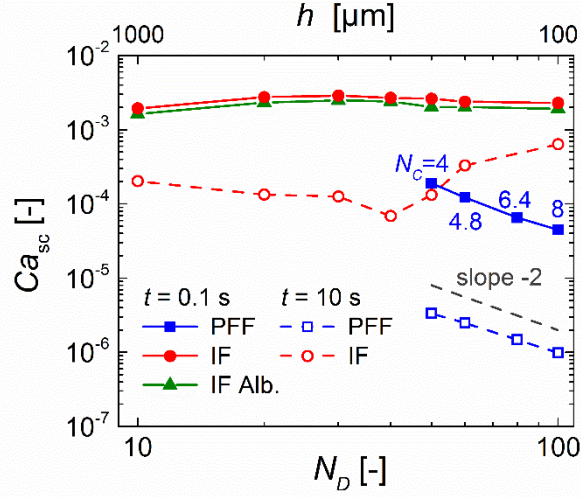 h [µm]
1000 100
10⁻²
10⁻³
10⁻⁴
10⁻⁵
10⁻⁶
10⁻⁷
Ca_sc [-]
N_C=4
4.8
6.4
8
slope -2
t = 0.1 s t = 10 s
PFF PFF
IF IF
IF Alb.
10 100
N_D [-]